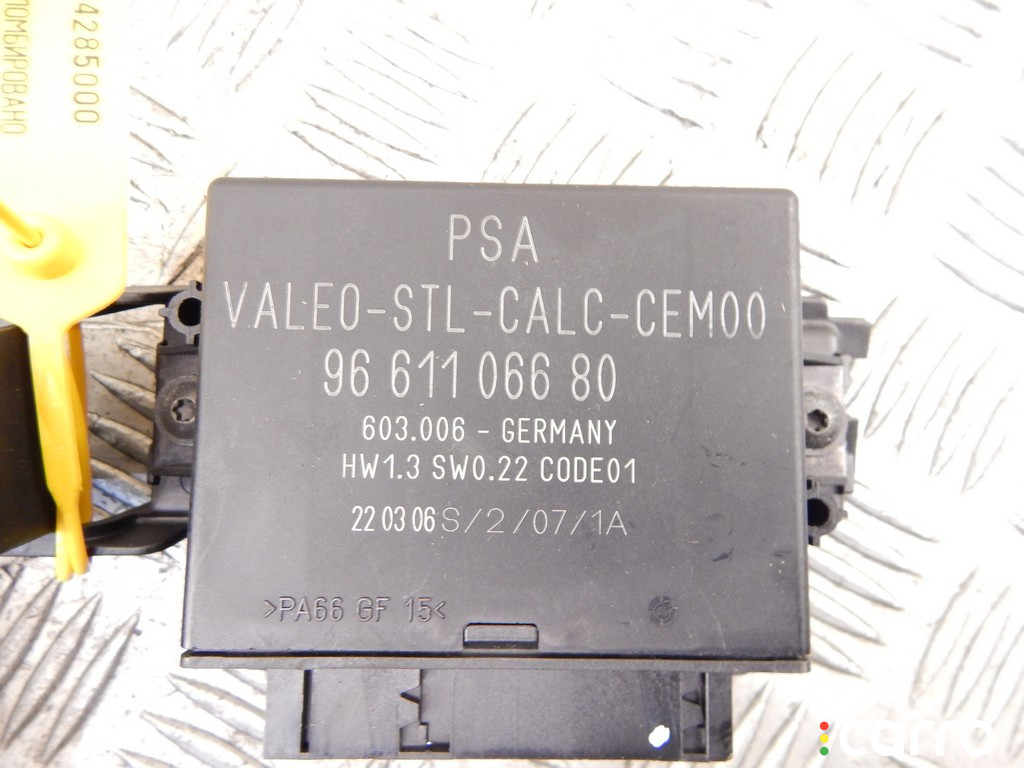 4285000
ПЛОМБИРОВАНО
PSA
VALEO-STL-CALC-CEM00
96 611 066 80
603.006 - GERMANY
HW1.3 SW0.22 CODE01
22 03 06 S/2/07/1A
>PA66 GF 15<
carro